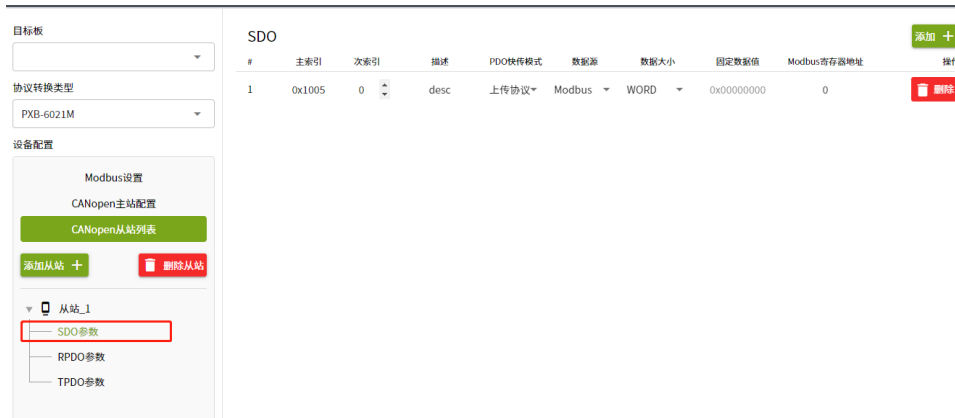 目标板
协议转换类型
PXB-6021M
设备配置
Modbus设置
CANopen主站配置
CANopen从站列表
添加从站 +
删除从站
从站_1
SDO参数
RPDO参数
TPDO参数
SDO
添加 +
# 主索引 次索引 描述 PDO快传模式 数据源 数据大小 固定数据值 Modbus寄存器地址
1 0x1005 0 desc 上传协议 Modbus WORD 0x00000000 0 删除